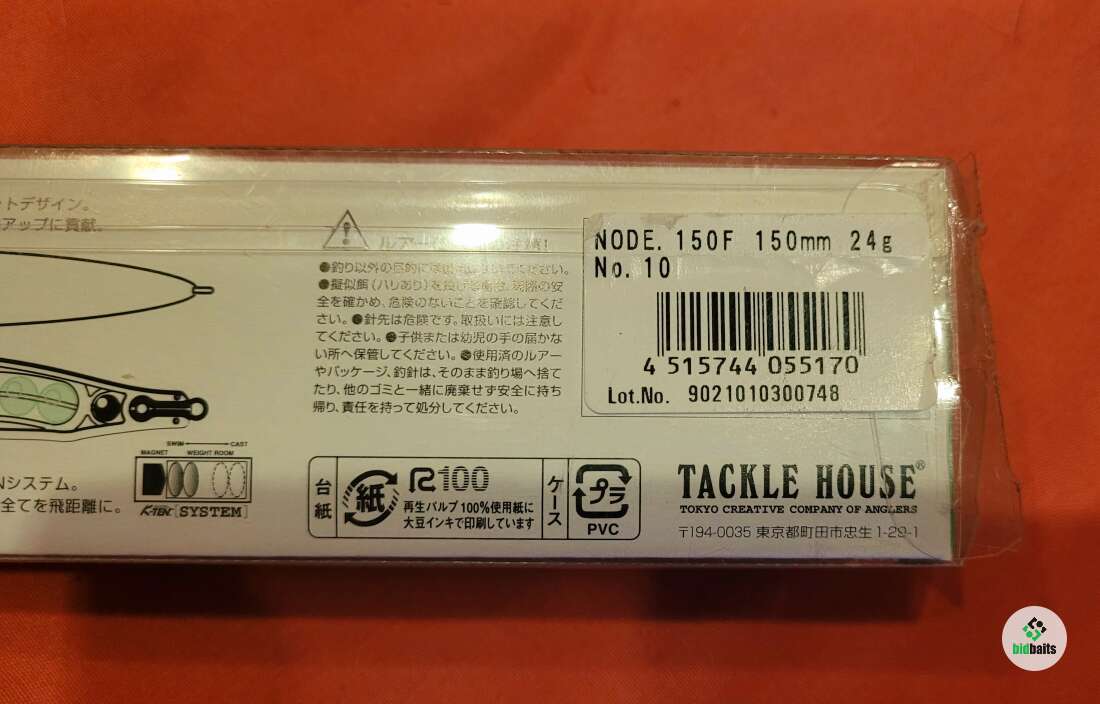 ットデザイン。
アップに貢献。
ルアー
●釣り以外の目的に
ください。
●擬似餌(ハリあり)を投げる
周囲の安
全を確かめ、危険のないことを確認してくだ
さい。●針先は危険です。取扱いには注意し
てください。●子供または幼児の手の届かな
い所へ保管してください。●使用済のルアー
やパッケージ、釣針は、そのまま釣り場へ捨て
たり、他のゴミと一緒に廃棄せず安全に持ち
帰り、責任を持って処分してください。
NODE. 150F 150mm 24g
No. 10
4 515744 055170
Lot.No. 9021010300748
SWIM CAST
MAGNET WEIGHT ROOM
Nシステム。
全てを飛距離に。
K-TEN [SYSTEM]
台紙
紙
R100
再生パルプ100%使用紙に
大豆インキで印刷しています
ケース
プラ
PVC
TACKLE HOUSE®
TOKYO CREATIVE COMPANY OF ANGLERS
〒194-0035 東京都町田市忠生1-29-1
bidbaits